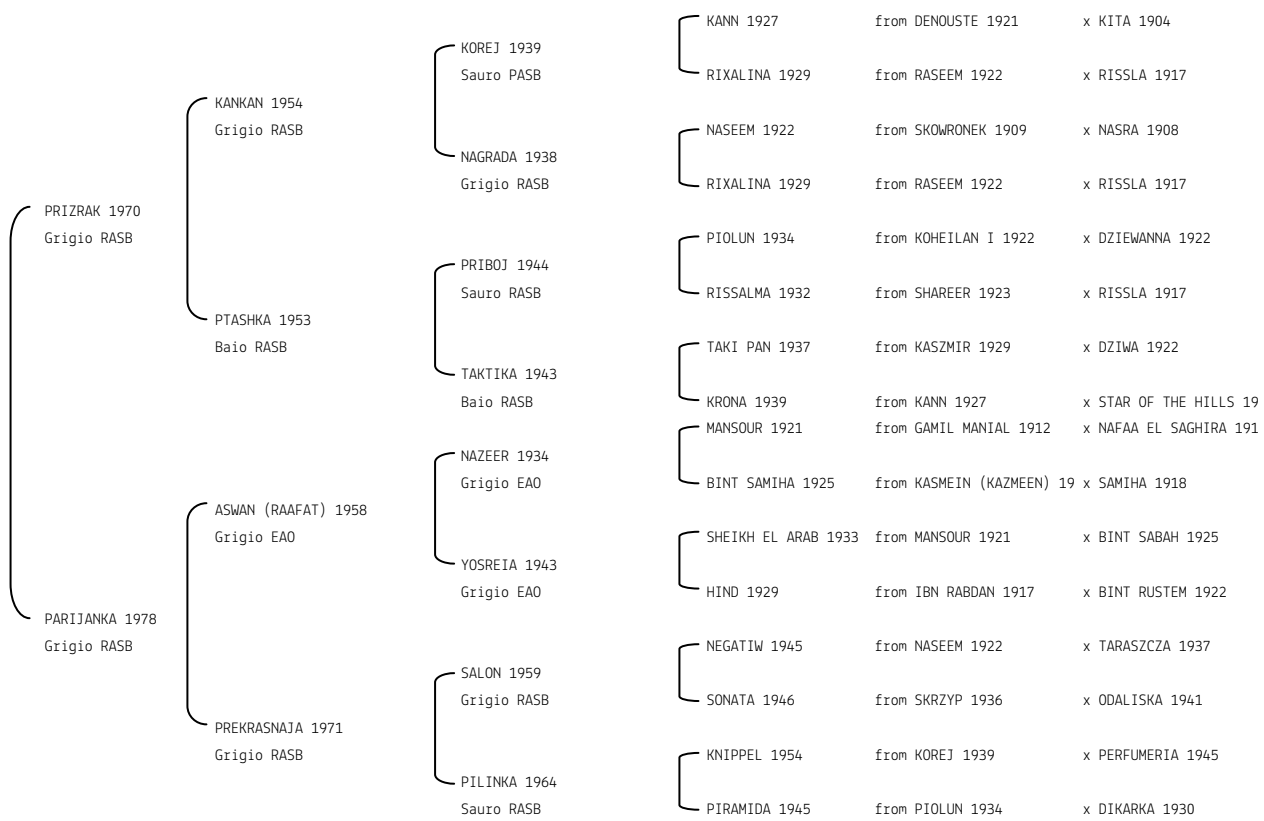 KANN 1927 from DENOUSTE 1921 x KITA 1904
KOREJ 1939
Sauro PASB RIXALINA 1929 from RASEEM 1922 x RISSLA 1917
KANKAN 1954
Grigio RASB NASEEM 1922 from SKOWRONEK 1909 x NASRA 1908
NAGRADA 1938
Grigio RASB RIXALINA 1929 from RASEEM 1922 x RISSLA 1917
PRIZRAK 1970
Grigio RASB PIOLUN 1934 from KOHEILAN I 1922 x DZIEWANNA 1922
PRIBOJ 1944
Sauro RASB RISSALMA 1932 from SHAREER 1923 x RISSLA 1917
PTASHKA 1953
Baio RASB TAKI PAN 1937 from KASZMIR 1929 x DZIWA 1922
TAKTIKA 1943
Baio RASB KRONA 1939 from KANN 1927 x STAR OF THE HILLS 19
MANSOUR 1921 from GAMIL MANIAL 1912 x NAFAA EL SAGHIRA 191
NAZEER 1934
Grigio EAO BINT SAMIHA 1925 from KASMEIN (KAZMEEN) 19 x SAMIHA 1918
ASWAN (RAAFAT) 1958
Grigio EAO SHEIKH EL ARAB 1933 from MANSOUR 1921 x BINT SABAH 1925
YOSREIA 1943
Grigio EAO HIND 1929 from IBN RABDAN 1917 x BINT RUSTEM 1922
PARIJANKA 1978
Grigio RASB NEGATIW 1945 from NASEEM 1922 x TARASZCZA 1937
SALON 1959
Grigio RASB SONATA 1946 from SKRZYP 1936 x ODALISKA 1941
PREKRASNAJA 1971
Grigio RASB KNIPPEL 1954 from KOREJ 1939 x PERFUMERIA 1945
PILINKA 1964
Sauro RASB PIRAMIDA 1945 from PIOLUN 1934 x DIKARKA 1930